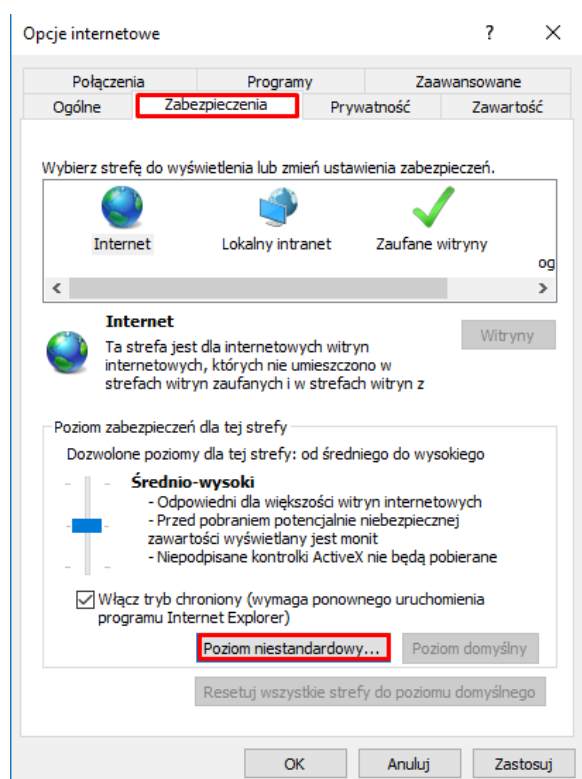 Opcje internetowe ? ×
Połączenia Programy Zaawansowane
Ogólne Zabezpieczenia Prywatność Zawartość
Wybierz strefę do wyświetlenia lub zmień ustawienia zabezpieczeń.
Internet Lokalny intranet Zaufane witryny
og
Internet
Witryny
Ta strefa jest dla internetowych witryn
internetowych, których nie umieszczono w
strefach witryn zaufanych i w strefach witryn z
Poziom zabezpieczeń dla tej strefy
Dozwolone poziomy dla tej strefy: od średniego do wysokiego
Średnio-wysoki
- Odpowiedni dla większości witryn internetowych
- Przed pobraniem potencjalnie niebezpiecznej
zawartości wyświetlany jest monit
- Niepodpisane kontrolki ActiveX nie będą pobierane
Włącz tryb chroniony (wymaga ponownego uruchomienia
programu Internet Explorer)
Poziom niestandardowy... Poziom domyślny
Resetuj wszystkie strefy do poziomu domyślnego
OK Anuluj Zastosuj